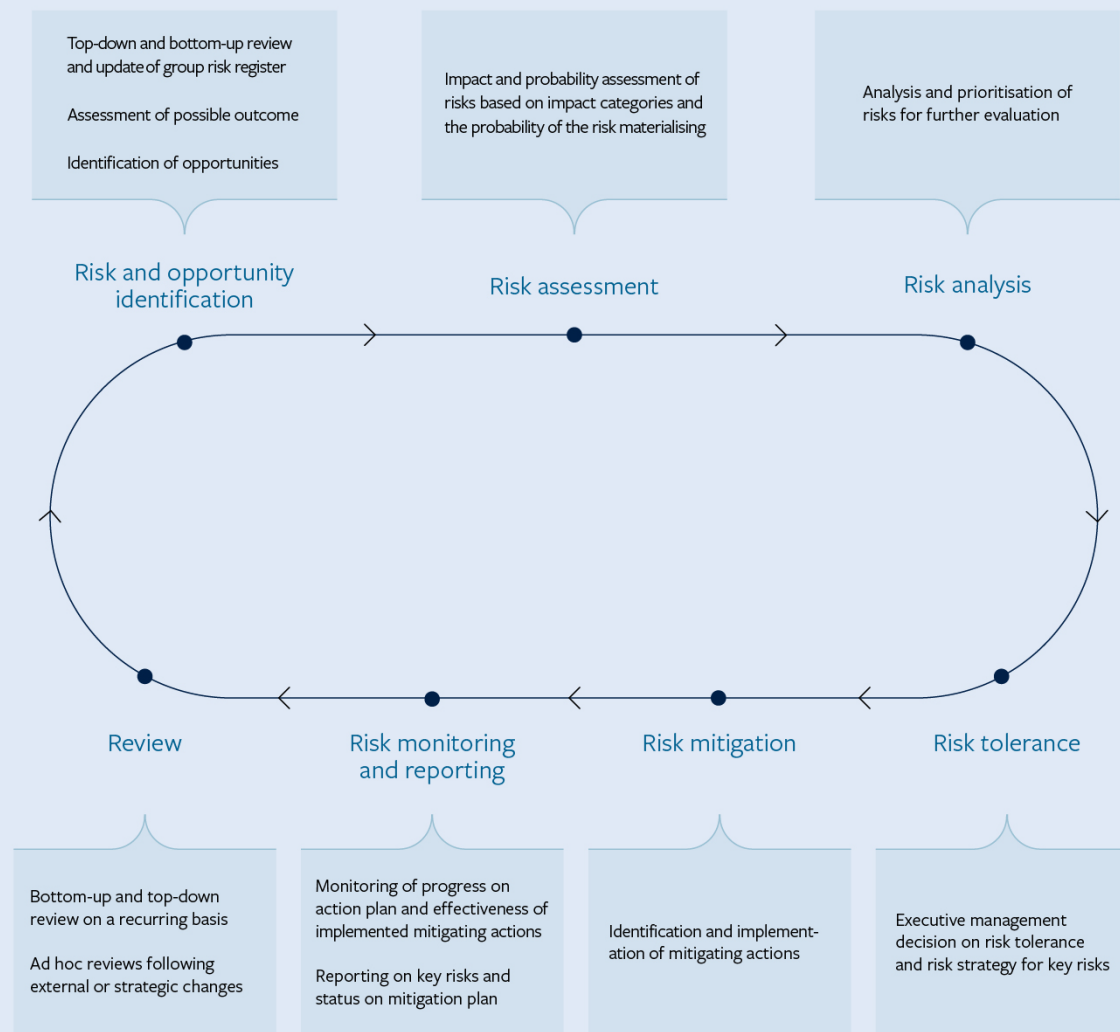 Top-down and bottom-up review
and update of group risk register
Assessment of possible outcome
Identification of opportunities
Impact and probability assessment of
risks based on impact categories and
the probability of the risk materialising
Analysis and prioritisation of
risks for further evaluation
Risk and opportunity
identification
Risk assessment
Risk analysis
Review
Risk monitoring
and reporting
Risk mitigation
Risk tolerance
Bottom-up and top-down
review on a recurring basis
Ad hoc reviews following
external or strategic changes
Monitoring of progress on
action plan and effectiveness of
implemented mitigating actions
Reporting on key risks and
status on mitigation plan
Identification and implement-
ation of mitigating actions
Executive management
decision on risk tolerance
and risk strategy for key risks